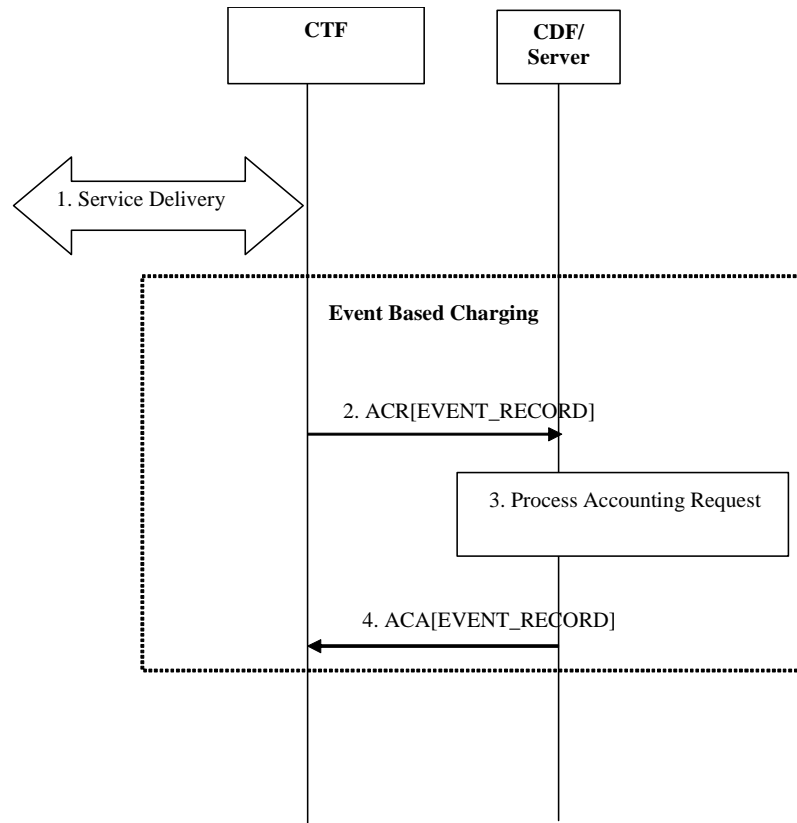 CTF
CDF/
Server
1. Service Delivery
Event Based Charging
2. ACR[EVENT_RECORD]
3. Process Accounting Request
4. ACA[EVENT_RECORD]